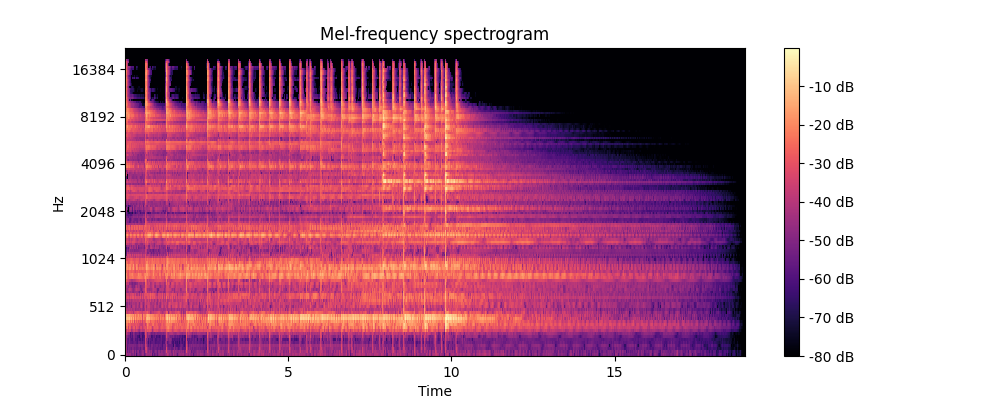 Mel-frequency spectrogram
16384
8192
4096
2048
1024
512
0
Hz
0 5 10 15
Time
-10 dB
-20 dB
-30 dB
-40 dB
-50 dB
-60 dB
-70 dB
-80 dB